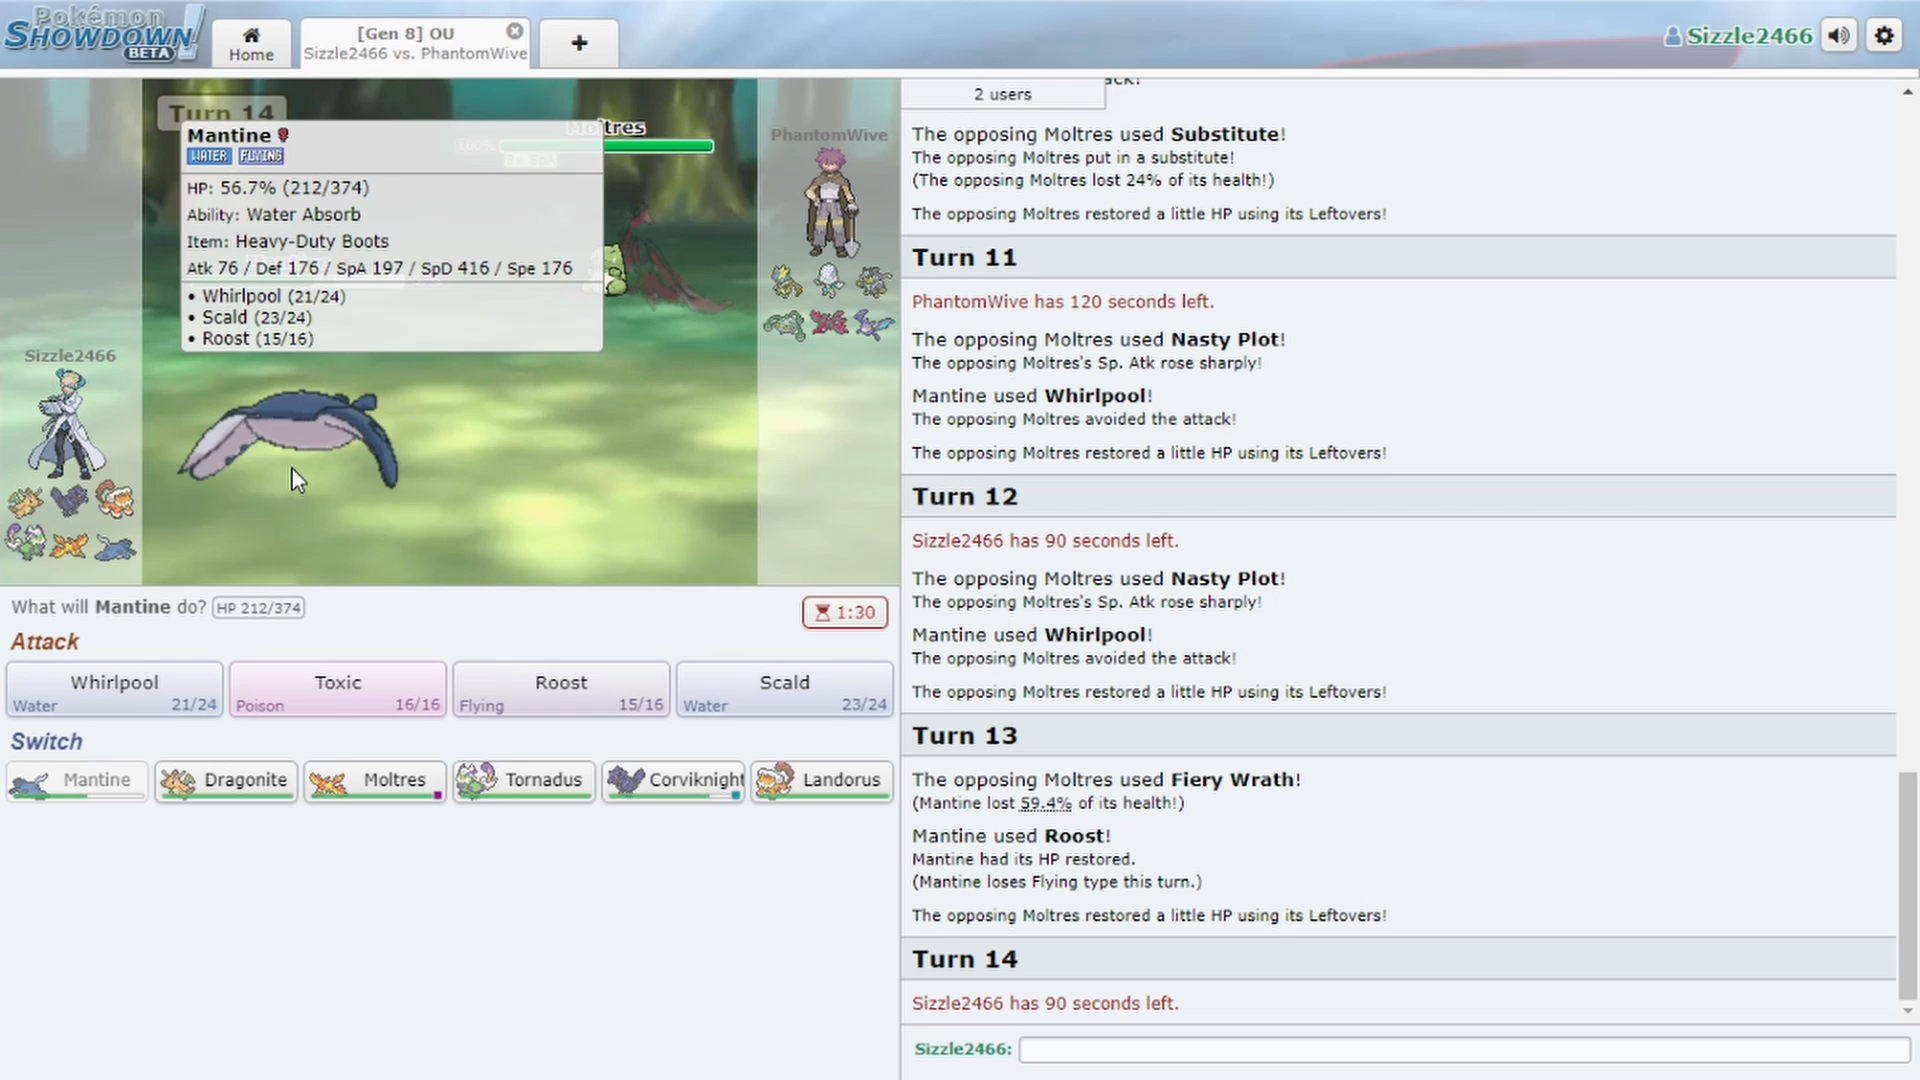 Pokémon
SHOWDOWN!
BETA
Home
[Gen 8] OU
Sizzle2466 vs. PhantomWive
+
Sizzle2466
Turn 14
Mantine
WATER FLYING
HP: 56.7% (212/374)
Ability: Water Absorb
Item: Heavy-Duty Boots
Atk 76 / Def 176 / SpA 197 / SpD 416 / Spe 176
• Whirlpool (21/24)
• Scald (23/24)
• Roost (15/16)
Moltres
100%
PhantomWive
Sizzle2466
What will Mantine do? HP 212/374
1:30
Attack
Whirlpool
Water 21/24
Toxic
Poison 16/16
Roost
Flying 15/16
Scald
Water 23/24
Switch
Mantine
Dragonite
Moltres
Tornadus
Corviknight
Landorus
2 users
The opposing Moltres used Substitute!
The opposing Moltres put in a substitute!
(The opposing Moltres lost 24% of its health!)
The opposing Moltres restored a little HP using its Leftovers!
Turn 11
PhantomWive has 120 seconds left.
The opposing Moltres used Nasty Plot!
The opposing Moltres's Sp. Atk rose sharply!
Mantine used Whirlpool!
The opposing Moltres avoided the attack!
The opposing Moltres restored a little HP using its Leftovers!
Turn 12
Sizzle2466 has 90 seconds left.
The opposing Moltres used Nasty Plot!
The opposing Moltres's Sp. Atk rose sharply!
Mantine used Whirlpool!
The opposing Moltres avoided the attack!
The opposing Moltres restored a little HP using its Leftovers!
Turn 13
The opposing Moltres used Fiery Wrath!
(Mantine lost 59.4% of its health!)
Mantine used Roost!
Mantine had its HP restored.
(Mantine loses Flying type this turn.)
The opposing Moltres restored a little HP using its Leftovers!
Turn 14
Sizzle2466 has 90 seconds left.
Sizzle2466: